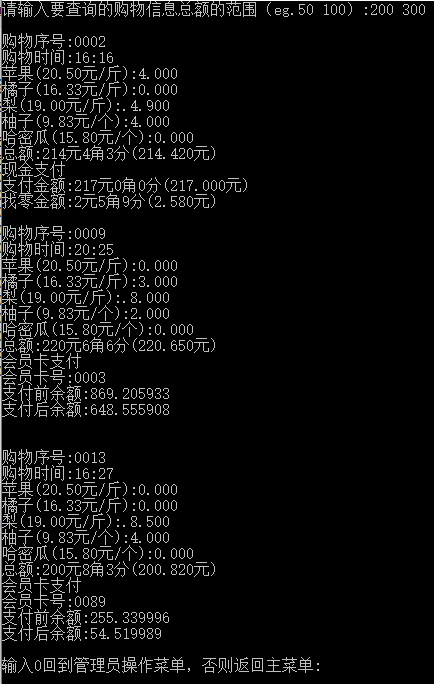 请输入要查询的购物信息总额的范围（eg.50 100）:200 300
购物序号:0002
购物时间:16:16
苹果(20.50元/斤):4.000
橘子(16.33元/斤):0.000
梨(19.00元/斤):.4.900
柚子(9.83元/个):4.000
哈密瓜(15.80元/个):0.000
总额:214元4角3分(214.420元)
现金支付
支付金额:217元0角0分(217.000元)
找零金额:2元5角9分(2.580元)
购物序号:0009
购物时间:20:25
苹果(20.50元/斤):0.000
橘子(16.33元/斤):3.000
梨(19.00元/斤):.8.000
柚子(9.83元/个):2.000
哈密瓜(15.80元/个):0.000
总额:220元6角6分(220.650元)
会员卡支付
会员卡号:0003
支付前余额:869.205933
支付后余额:648.555908
购物序号:0013
购物时间:16:27
苹果(20.50元/斤):0.000
橘子(16.33元/斤):0.000
梨(19.00元/斤):.8.500
柚子(9.83元/个):4.000
哈密瓜(15.80元/个):0.000
总额:200元8角3分(200.820元)
会员卡支付
会员卡号:0089
支付前余额:255.339996
支付后余额:54.519989
输入0回到管理员操作菜单，否则返回主菜单: